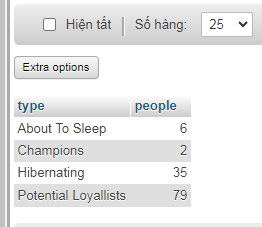 Hiện tất Số hàng: 25
Extra options
type people
About To Sleep 6
Champions 2
Hibernating 35
Potential Loyallists 79